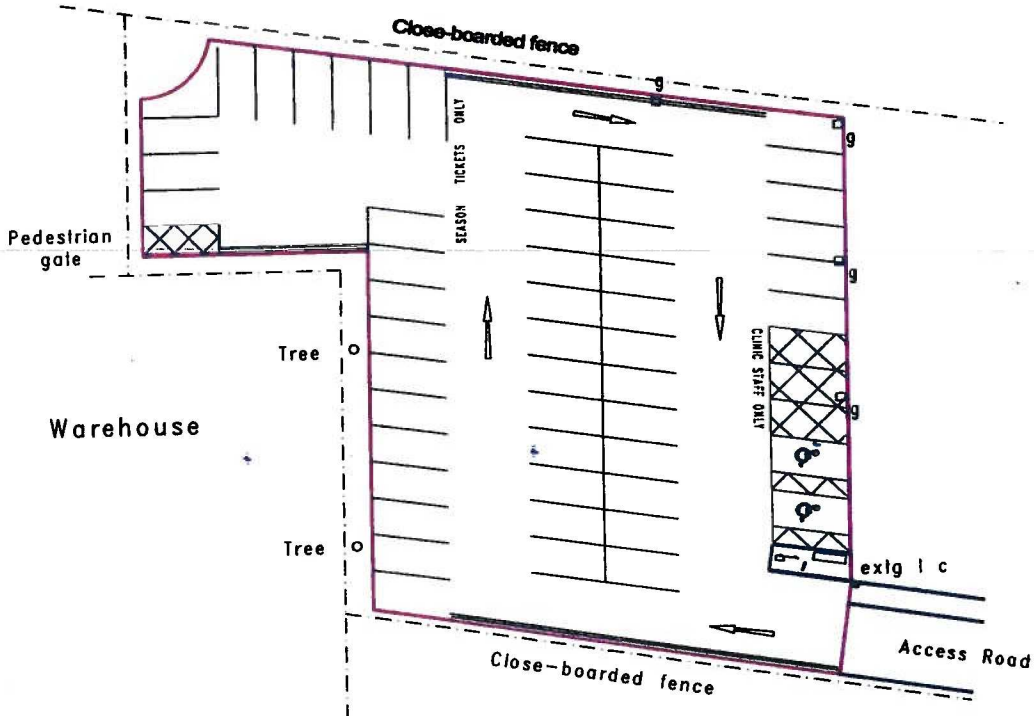 Close-boarded fence
g
g
SEASON TICKETS ONLY
Pedestrian
gate
g
Tree
CLINIC STAFF ONLY
g
Warehouse
Tree
extg I c
Access Road
Close-boarded fence